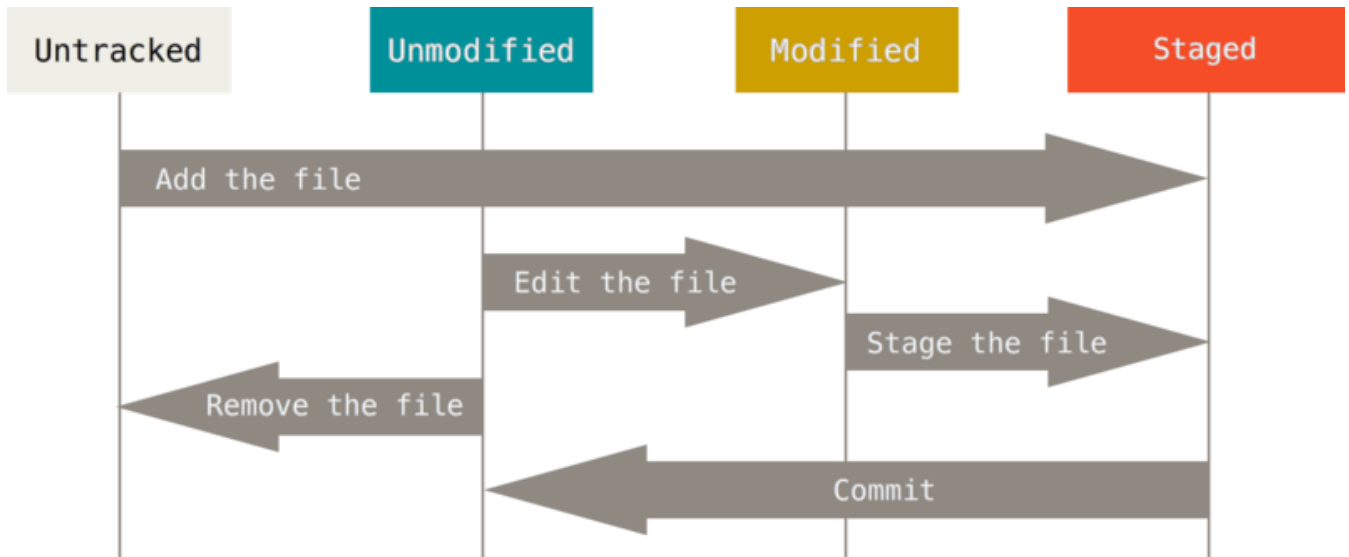 Untracked
Unmodified
Modified
Staged
Add the file
Edit the file
Stage the file
Remove the file
Commit